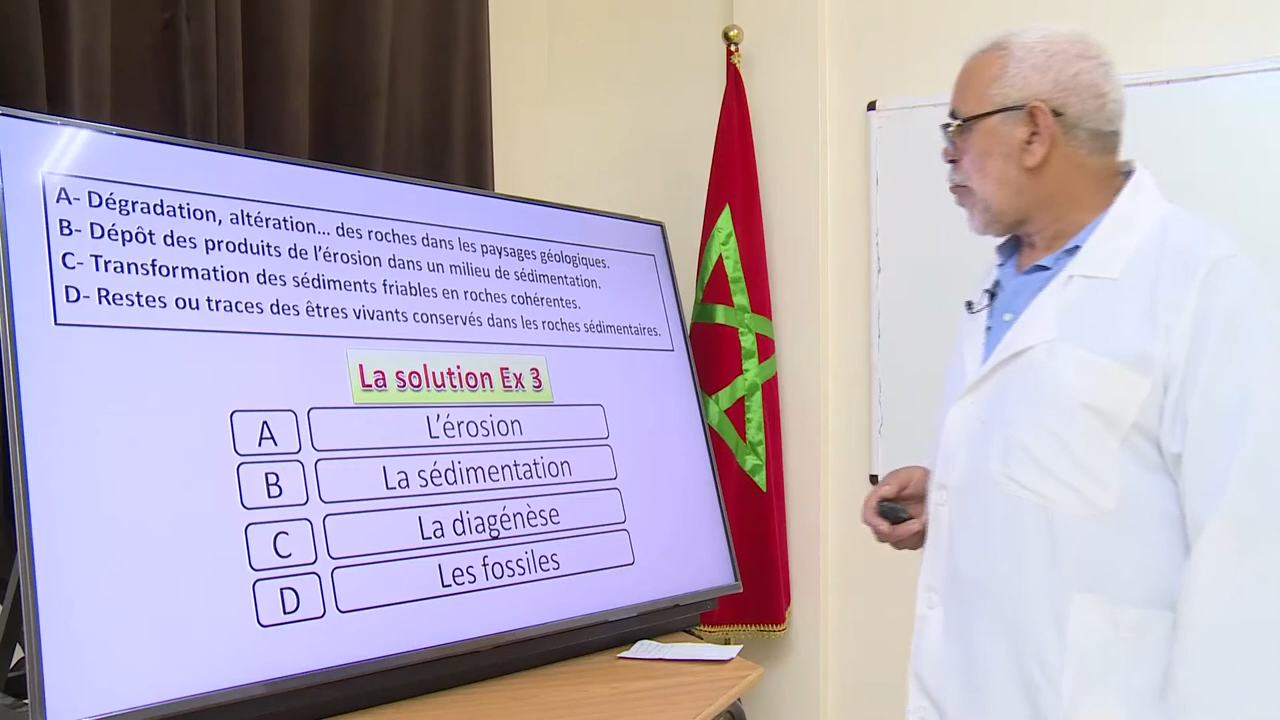 A- Dégradation, altération... des roches dans les paysages géologiques.
B- Dépôt des produits de l'érosion dans un milieu de sédimentation.
C- Transformation des sédiments friables en roches cohérentes.
D- Restes ou traces des êtres vivants conservés dans les roches sédimentaires.
La solution Ex 3
A L'érosion
B La sédimentation
C La diagénèse
D Les fossiles